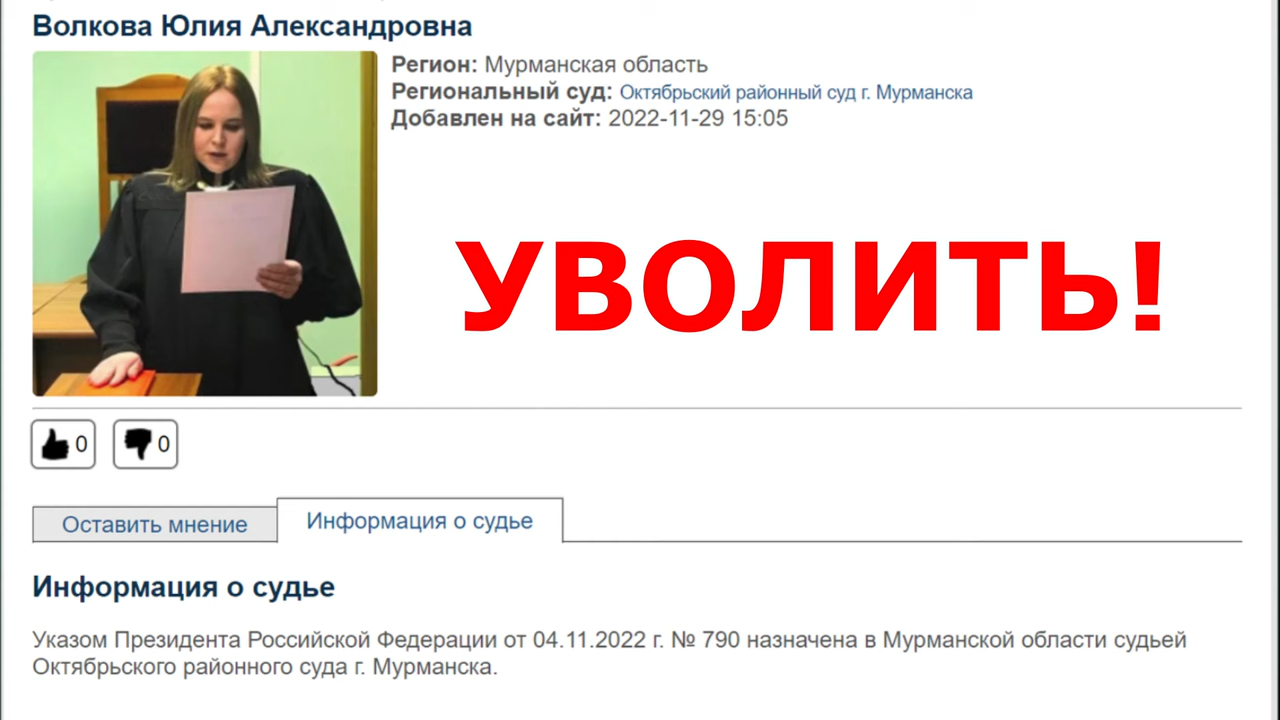 Волкова Юлия Александровна
Регион: Мурманская область
Региональный суд: Октябрьский районный суд г. Мурманска
Добавлен на сайт: 2022-11-29 15:05
УВОЛИТЬ!
0 0
Оставить мнение Информация о судье
Информация о судье
Указом Президента Российской Федерации от 04.11.2022 г. № 790 назначена в Мурманской области судьей
Октябрьского районного суда г. Мурманска.